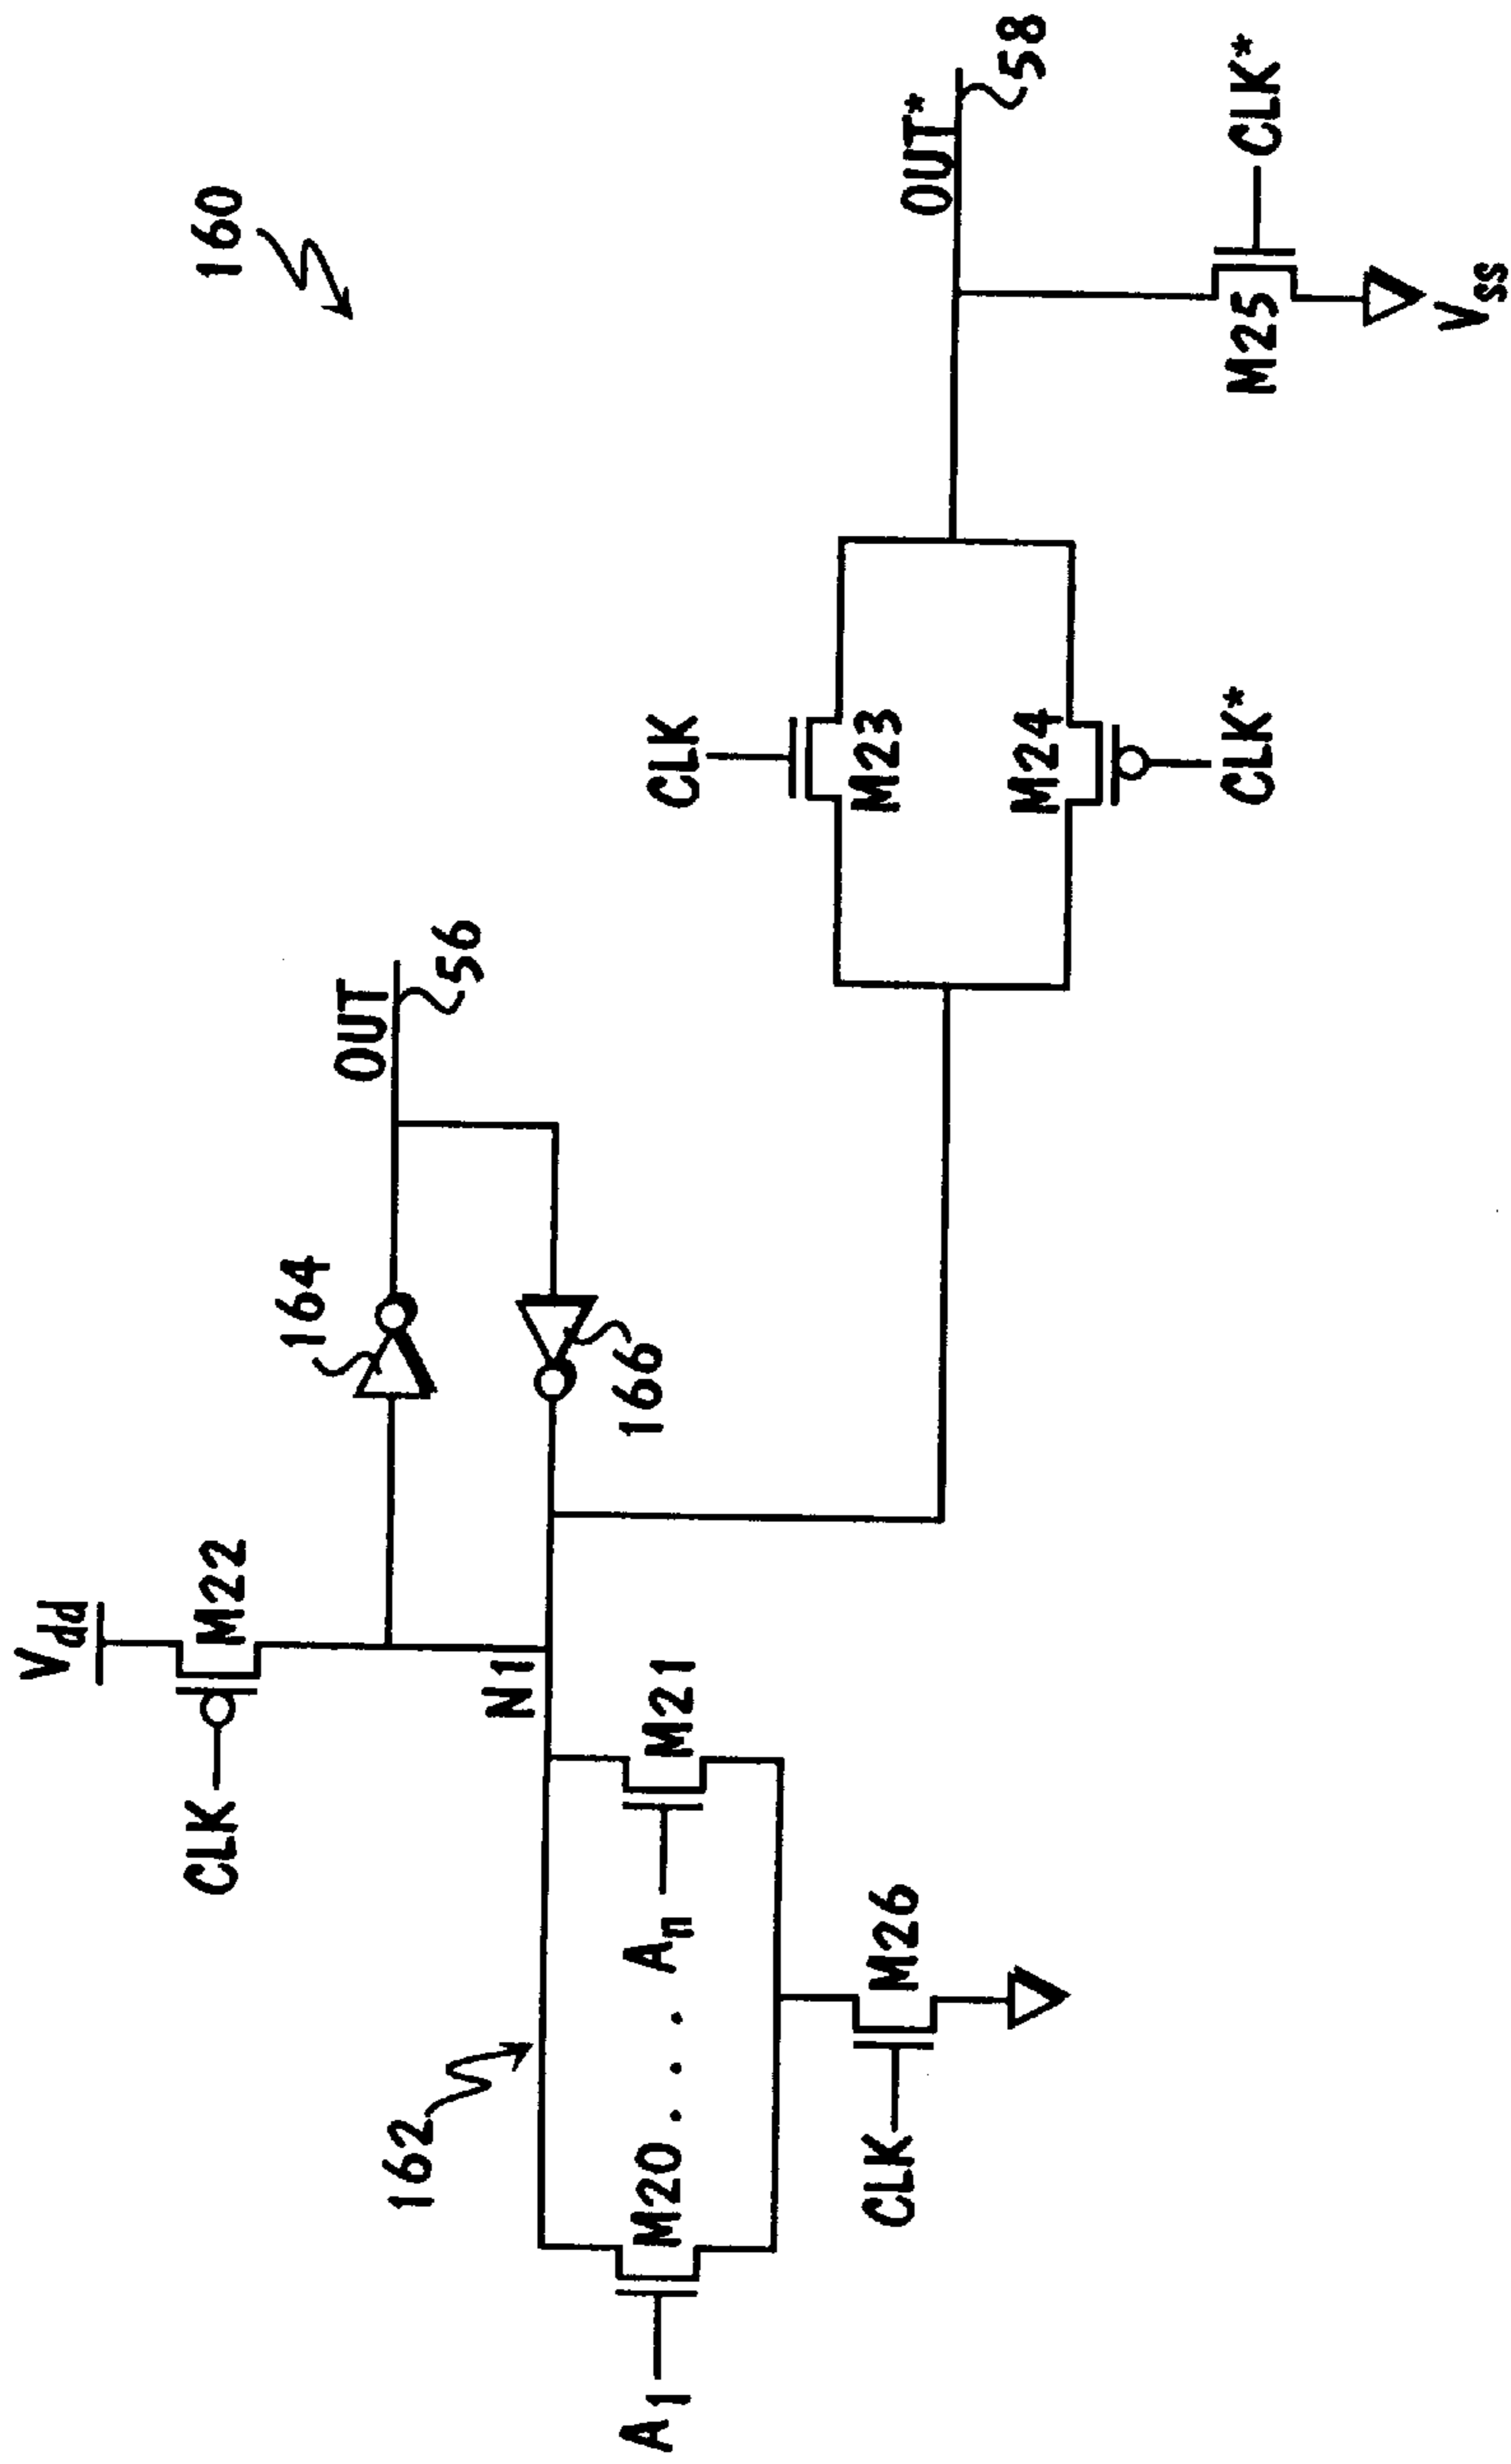 160
Vdd
CLK
M22
164
OUT
56
N1
166
162
A1
M20
. . .
An
M21
CLK
M26
CLK
M23
M24
CLK*
OUT*
58
M25
CLK*
Vss